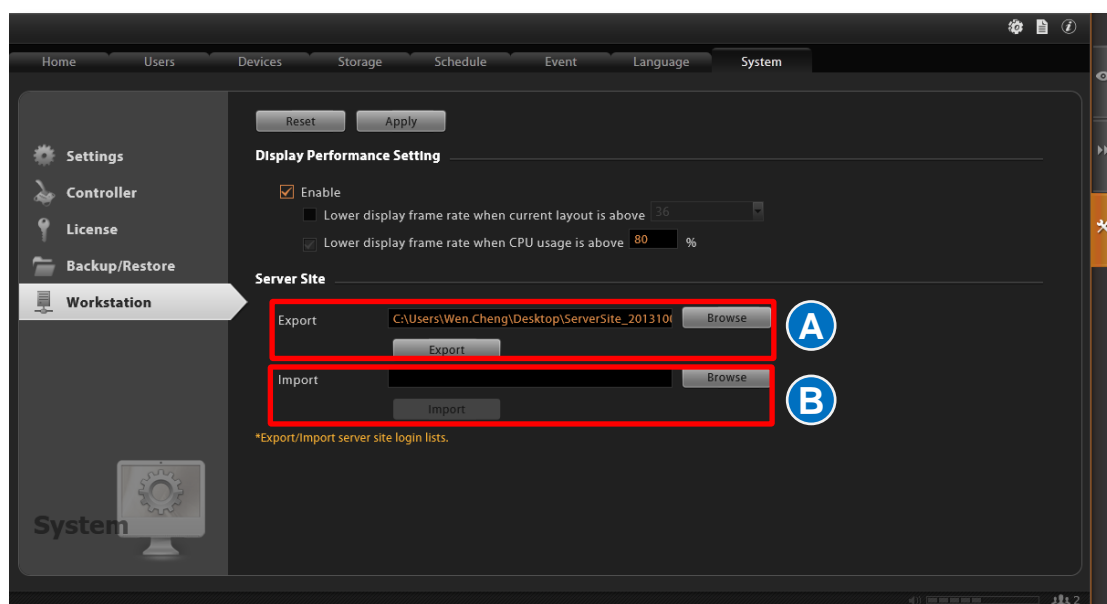 Home Users Devices Storage Schedule Event Language System
Reset Apply
Settings
Controller
License
Backup/Restore
Workstation
System
Display Performance Setting
Enable
Lower display frame rate when current layout is above 36
Lower display frame rate when CPU usage is above 80 %
Server Site
Export C:\Users\Wen.Cheng\Desktop\ServerSite_201310 Browse
Export
A
Import Browse
Import
B
*Export/Import server site login lists.
2